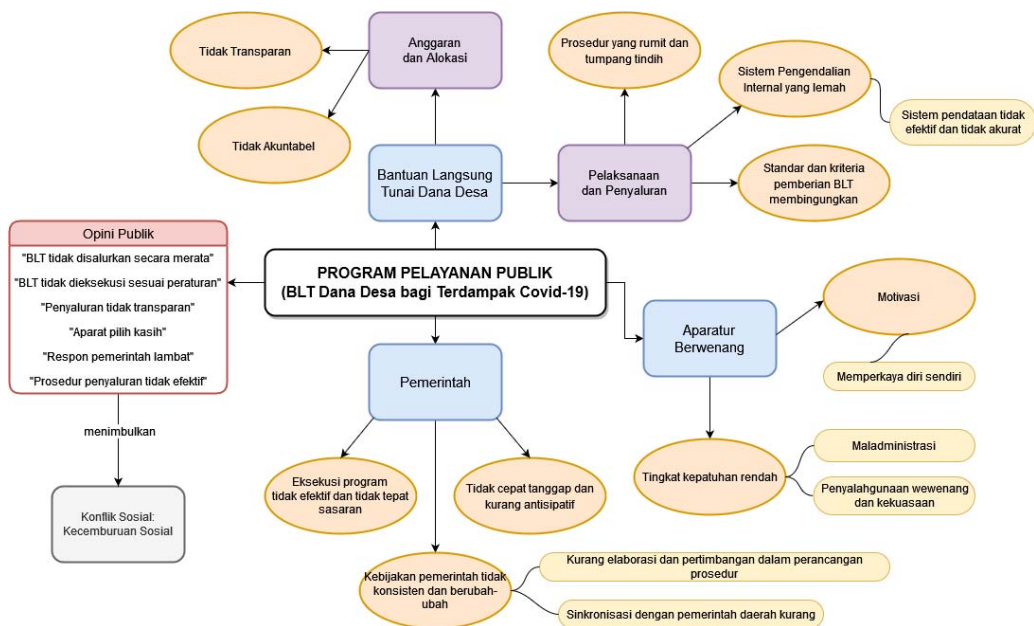 Tidak Transparan
Anggaran
dan Alokasi
Tidak Akuntabel
Bantuan Langsung
Tunai Dana Desa
Prosedur yang rumit dan
tumpang tindih
Sistem Pengendalian
Internal yang lemah
Sistem pendataan tidak
efektif dan tidak akurat
Pelaksanaan
dan Penyaluran
Standar dan kriteria
pemberian BLT
membingungkan
Opini Publik
"BLT tidak disalurkan secara merata"
"BLT tidak dieksekusi sesuai peraturan"
"Penyaluran tidak transparan"
"Aparat pilih kasih"
"Respon pemerintah lambat"
"Prosedur penyaluran tidak efektif"
menimbulkan
Konflik Sosial:
Kecemburuan Sosial
PROGRAM PELAYANAN PUBLIK
(BLT Dana Desa bagi Terdampak Covid-19)
Aparatur
Berwenang
Motivasi
Memperkaya diri sendiri
Tingkat kepatuhan rendah
Maladministrasi
Penyalahgunaan wewenang
dan kekuasaan
Pemerintah
Eksekusi program
tidak efektif dan tidak tepat
sasaran
Tidak cepat tanggap dan
kurang antisipatif
Kebijakan pemerintah tidak
konsisten dan berubah-
ubah
Kurang elaborasi dan pertimbangan dalam perancangan
prosedur
Sinkronisasi dengan pemerintah daerah kurang